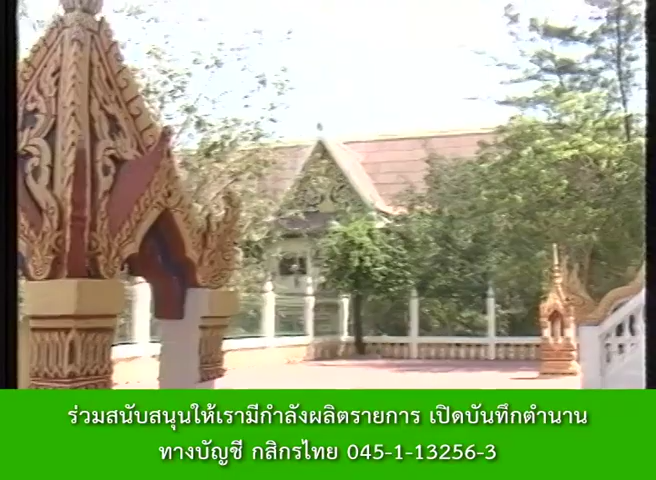 ร่วมสนับสนุนให้เรามีกำลังผลิตรายการ เปิดบันทึกตำนาน
ทางบัญชี กสิกรไทย 045-1-13256-3